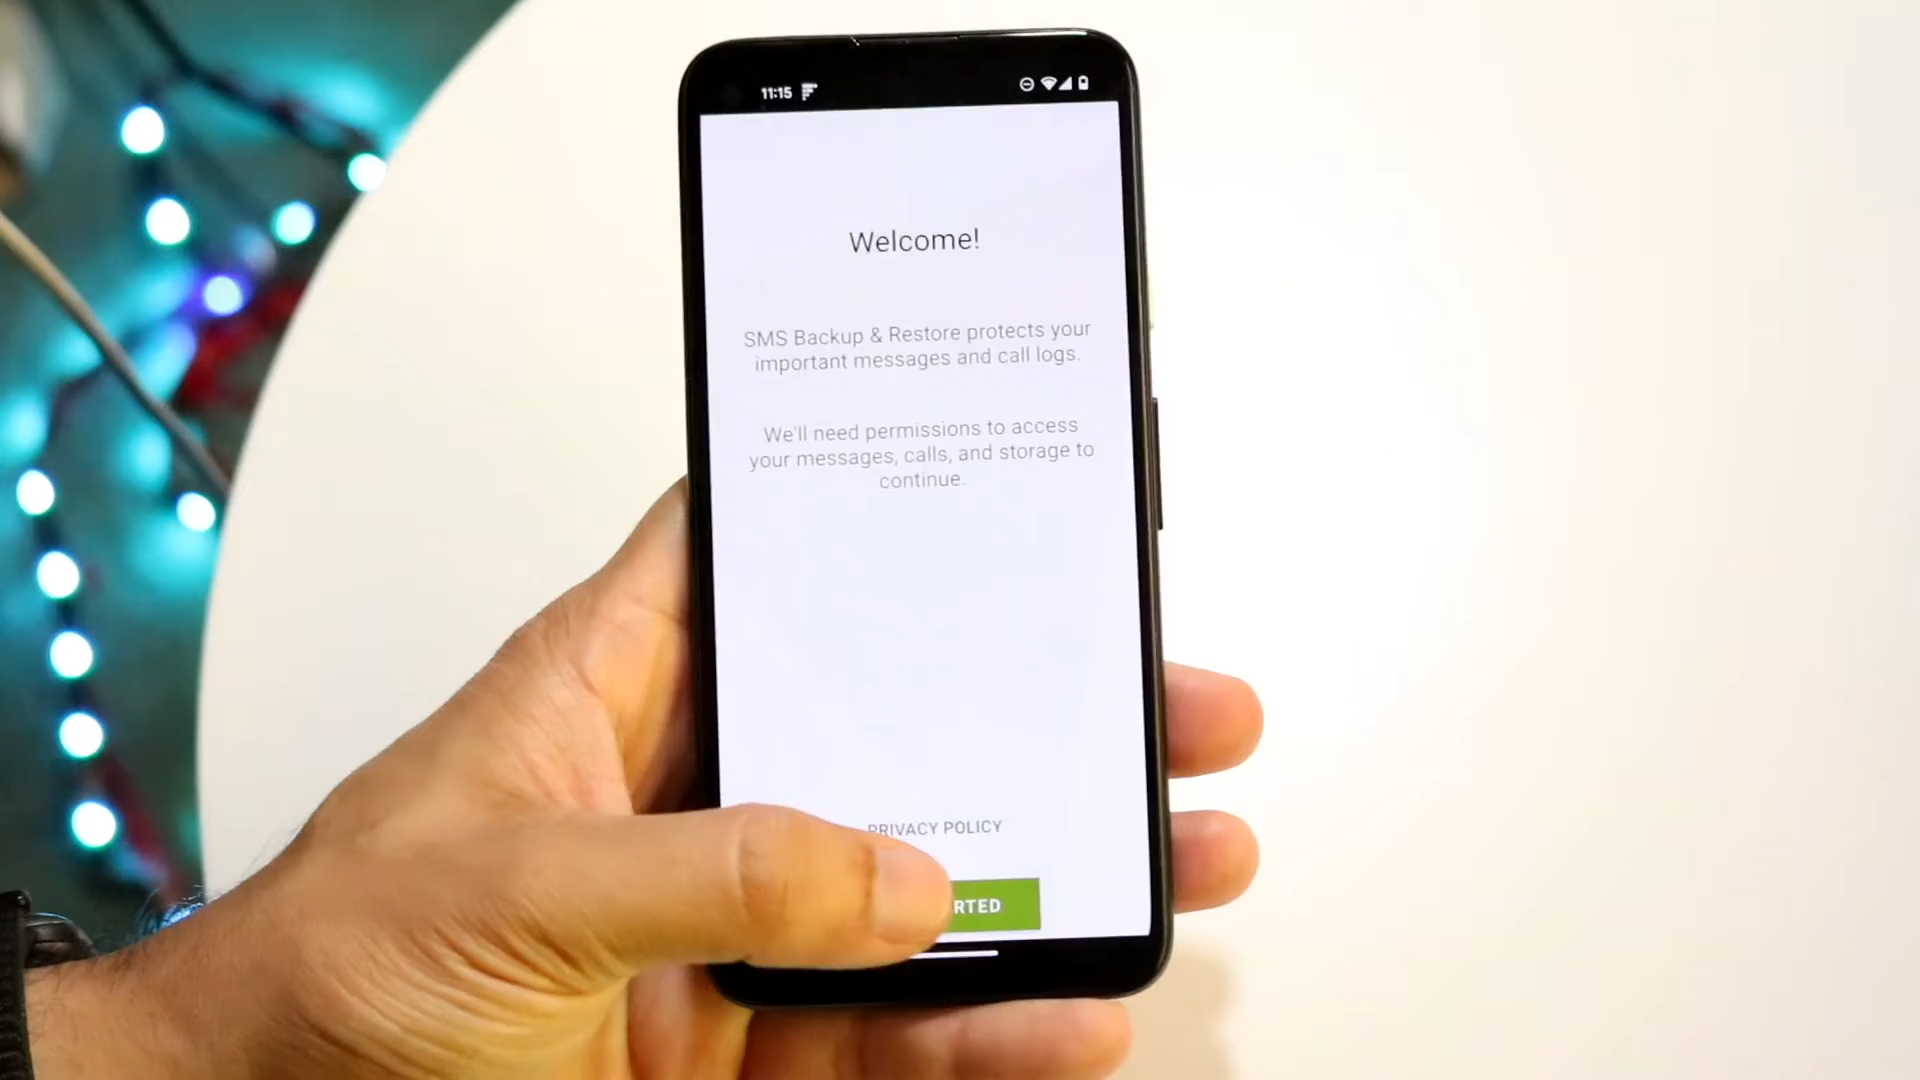 11:15
Welcome!
SMS Backup & Restore protects your
important messages and call logs.
We'll need permissions to access
your messages, calls, and storage to
continue.
PRIVACY POLICY
RTED